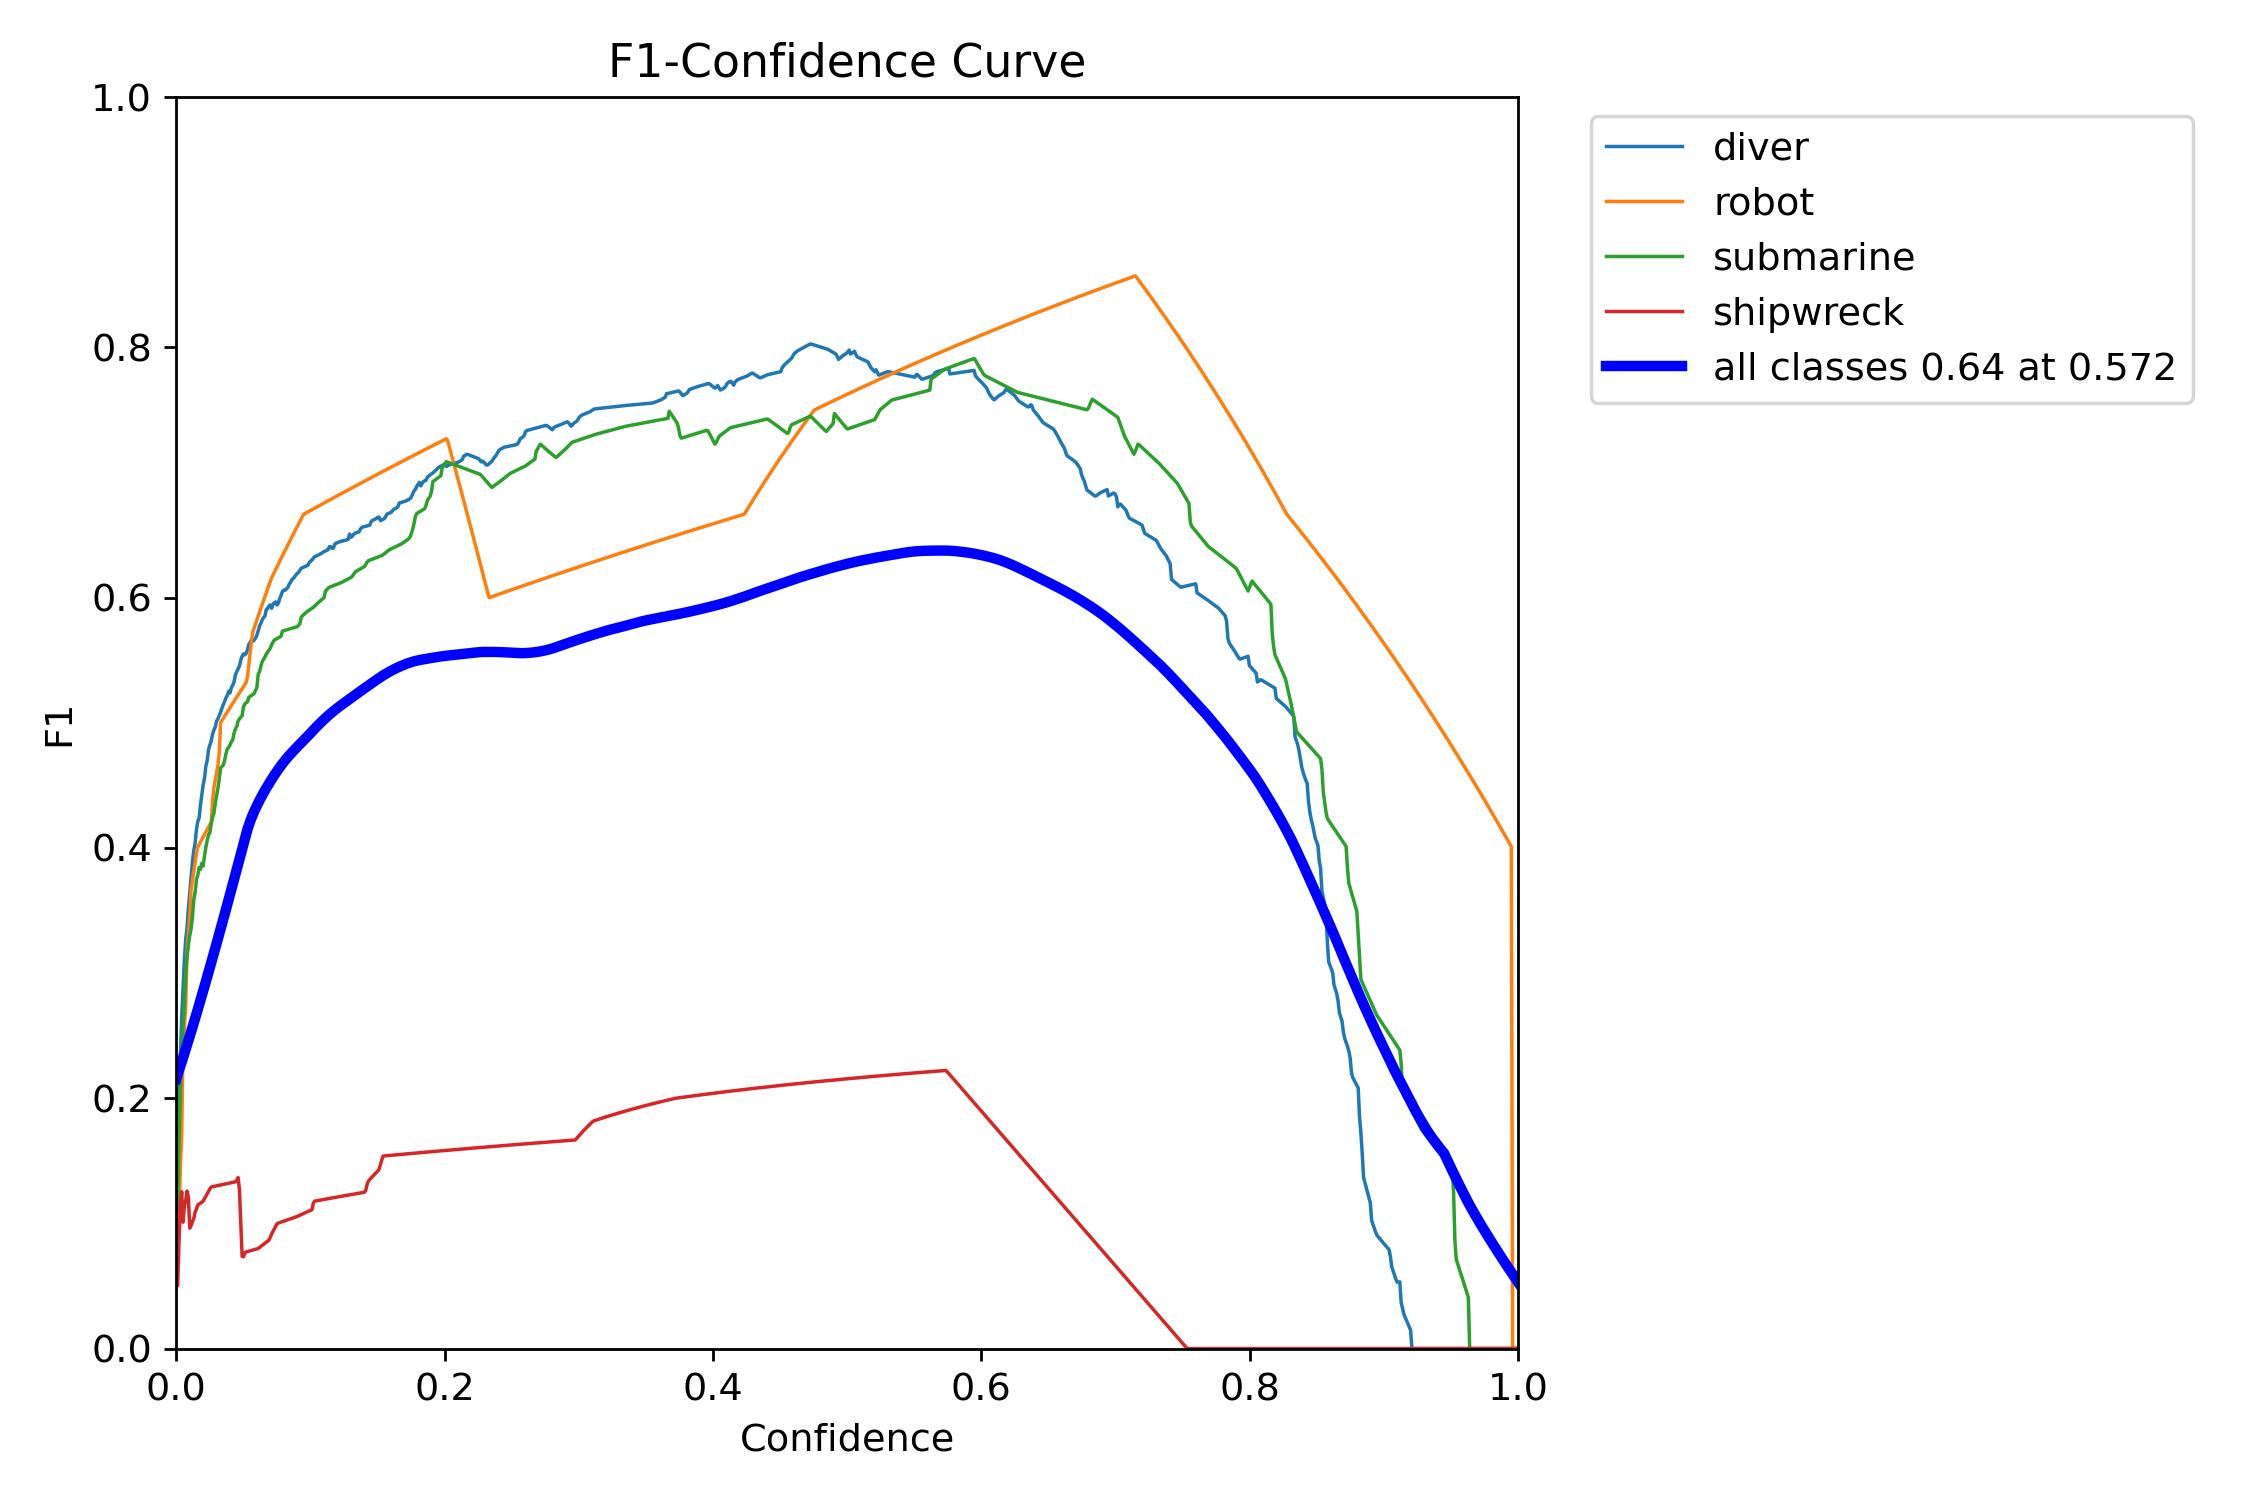 F1-Confidence Curve
1.0
0.8
0.6
0.4
0.2
0.0
F1
0.0 0.2 0.4 0.6 0.8 1.0
Confidence
diver
robot
submarine
shipwreck
all classes 0.64 at 0.572